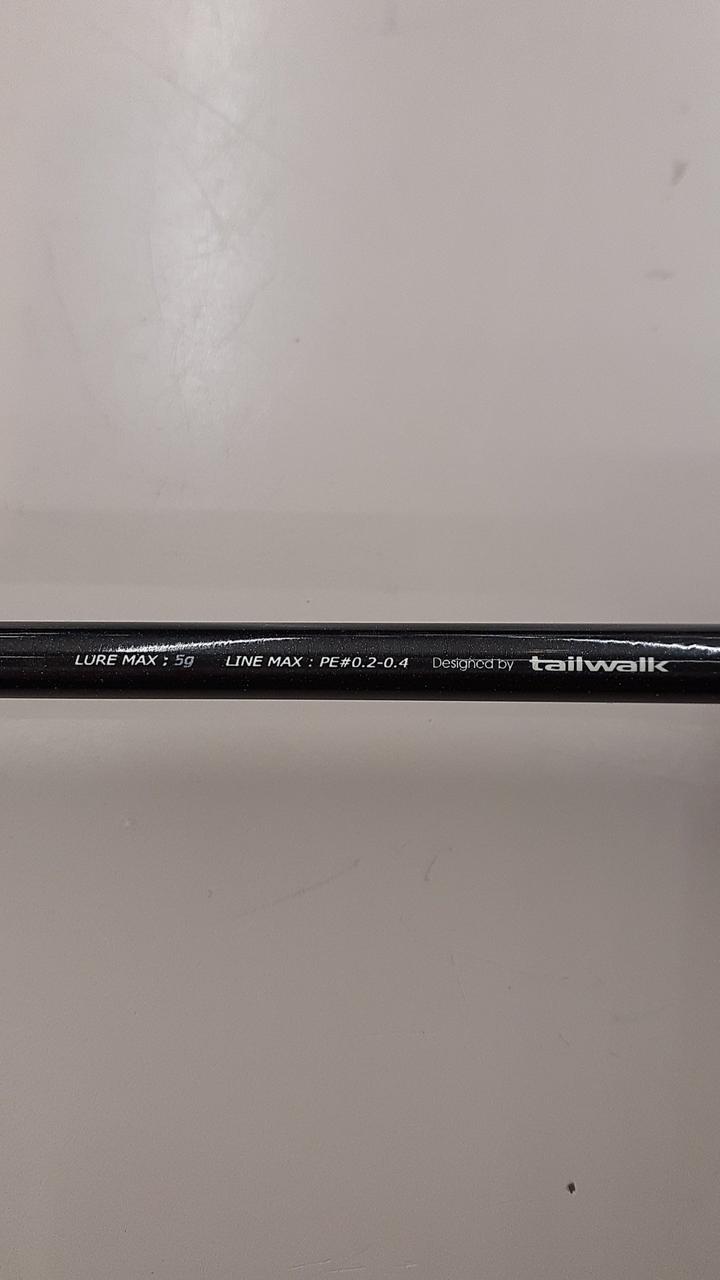 LURE MAX : 5g LINE MAX : PE#0.2-0.4 Designed by tailwalk